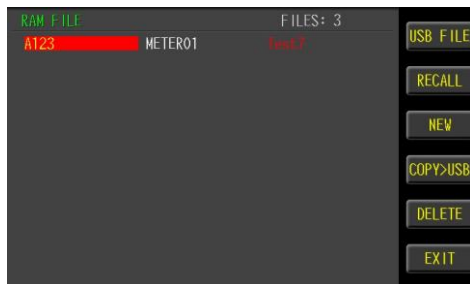 RAM FILE FILES: 3
A123 METER01
USB FILE
RECALL
NEW
COPY>USB
DELETE
EXIT